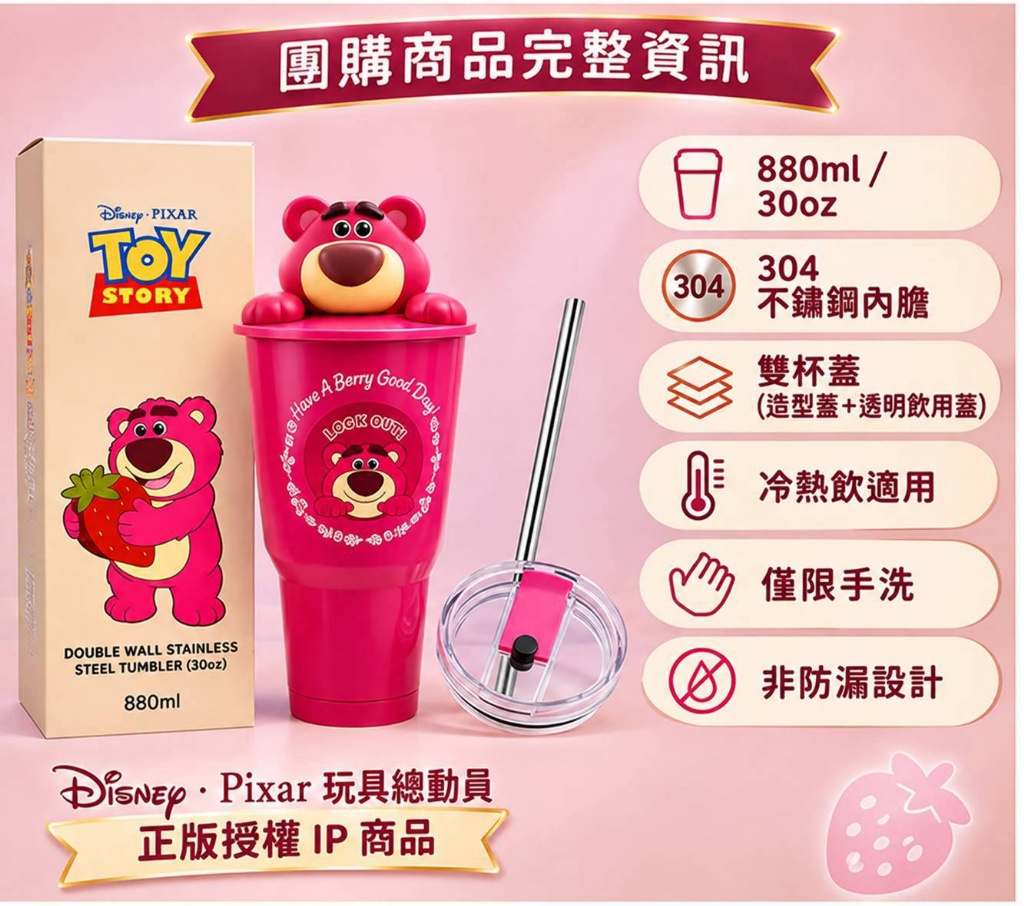 團購商品完整資訊
Disney · PIXAR
TOY
STORY
DOUBLE WALL STAINLESS
STEEL TUMBLER (30oz)
880ml
Have A Berry Good Day!
LOCK OUT!
880ml /
30oz
304
304
不鏽鋼內膽
雙杯蓋
(造型蓋+透明飲用蓋)
冷熱飲適用
僅限手洗
非防漏設計
Disney · Pixar 玩具總動員
正版授權 IP 商品